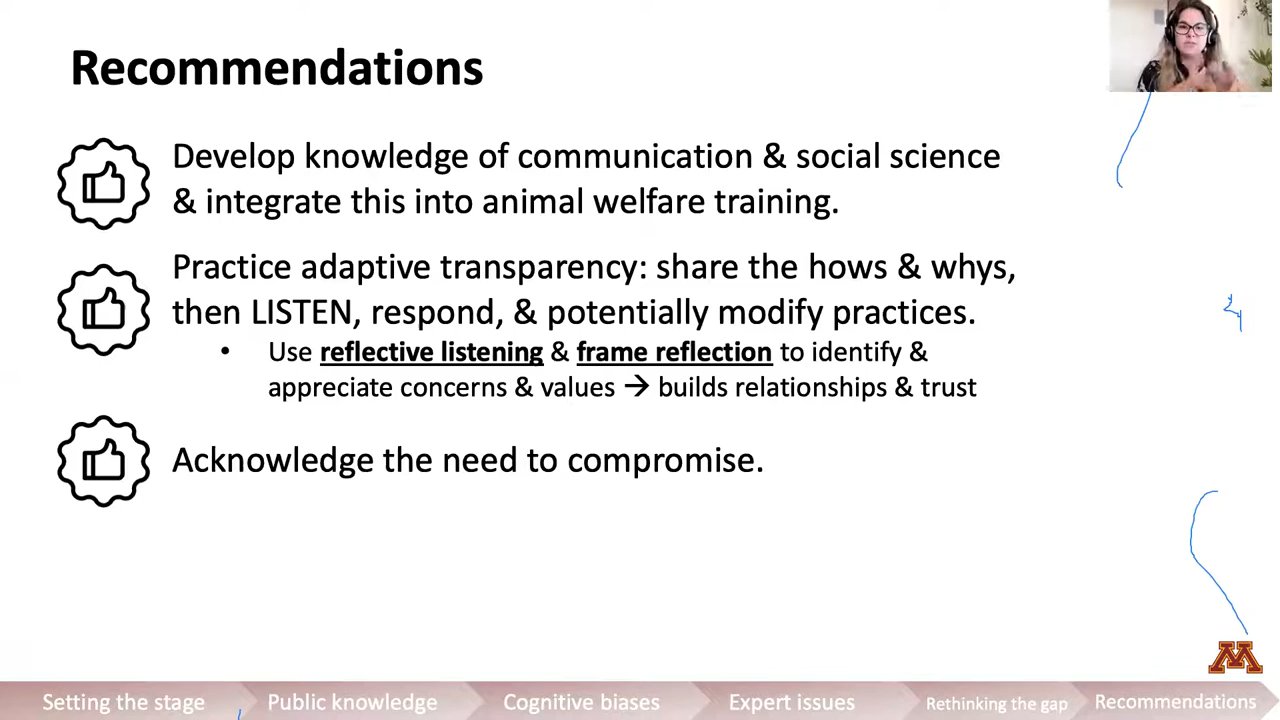 Recommendations
Develop knowledge of communication & social science
& integrate this into animal welfare training.
Practice adaptive transparency: share the hows & whys,
then LISTEN, respond, & potentially modify practices.
• Use reflective listening & frame reflection to identify &
appreciate concerns & values → builds relationships & trust
Acknowledge the need to compromise.
M
Setting the stage
Public knowledge
Cognitive biases
Expert issues
Rethinking the gap
Recommendations